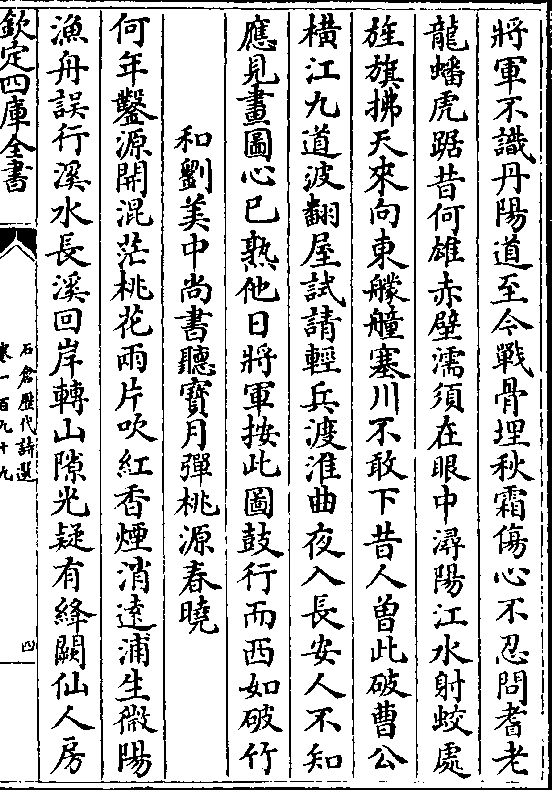 將軍不識丹陽道至今戰骨埋秋霜傷心不忍問耆老
龍蟠虎踞昔何雄赤壁濡須在眼中潯陽江水射蛟處
旌旗拂天來向東艨艟塞川不敢下昔人曽此破曹公
橫江九道波翻屋試請輕兵渡淮曲夜入長安人不知
應見畫圖心已熟他日將軍按此圖鼓行而西如破竹
和劉美中尚書聽寶月彈桃源春曉
何年鑿源開混茫桃花兩片吹紅香煙消逺浦生微陽
漁舟誤行溪水長溪回岸轉山隙光疑有絳闕仙人房
欽定四庫全書
石倉歴代詩選
卷一百九十九
四